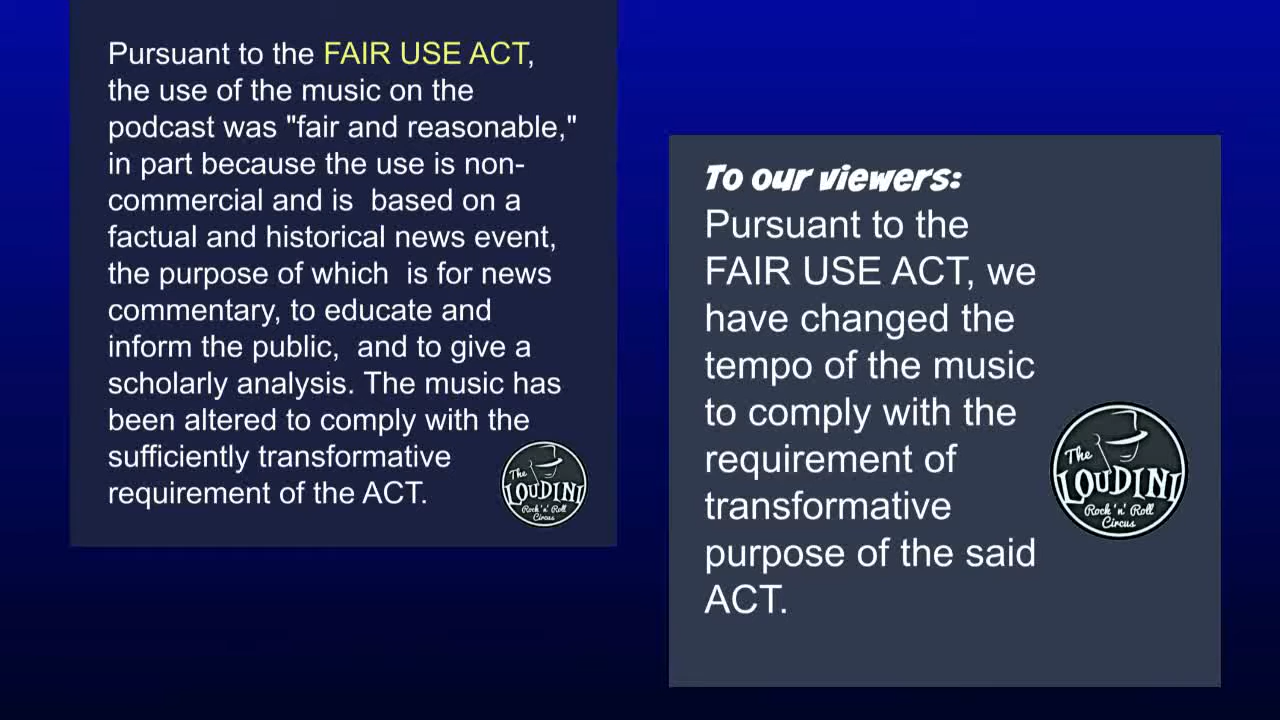 Pursuant to the FAIR USE ACT,
the use of the music on the
podcast was "fair and reasonable,"
in part because the use is non-
commercial and is  based on a
factual and historical news event,
the purpose of which  is for news
commentary, to educate and
inform the public,  and to give a
scholarly analysis. The music has
been altered to comply with the
sufficiently transformative
requirement of the ACT.
The
LOUDINI
Rock 'n' Roll
Circus
To our viewers:
Pursuant to the
FAIR USE ACT, we
have changed the
tempo of the music
to comply with the
requirement of
transformative
purpose of the said
ACT.
The
LOUDINI
Rock 'n' Roll
Circus